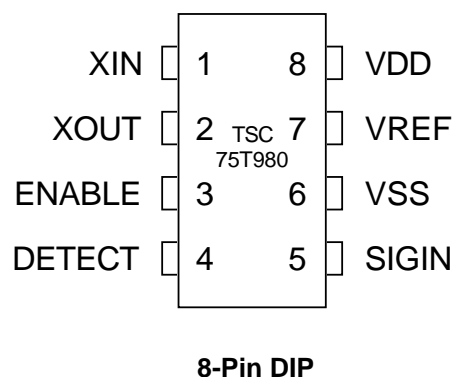 XIN 1 8 VDD
XOUT 2 TSC 7 VREF
75T980
ENABLE 3 6 VSS
DETECT 4 5 SIGIN
8-Pin DIP